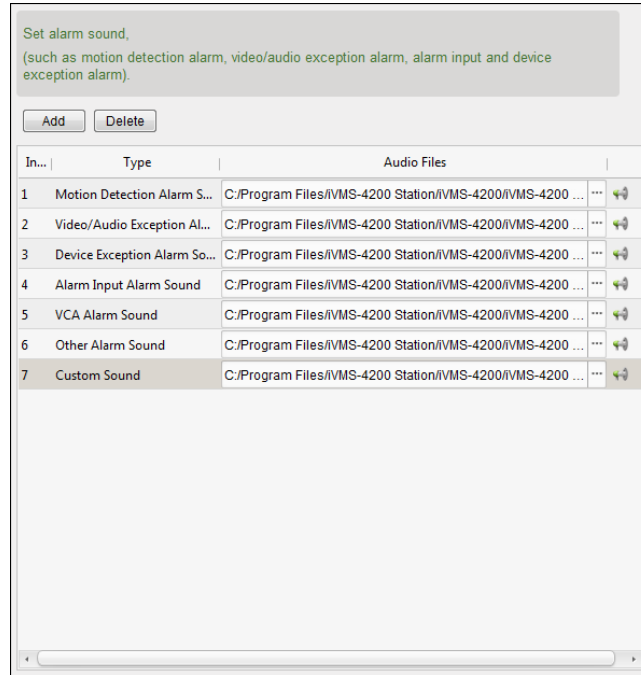 Set alarm sound,
(such as motion detection alarm, video/audio exception alarm, alarm input and device
exception alarm).
Add Delete
In... Type Audio Files
1 Motion Detection Alarm S... C:/Program Files/iVMS-4200 Station/iVMS-4200/iVMS-4200 ... ...
2 Video/Audio Exception Al... C:/Program Files/iVMS-4200 Station/iVMS-4200/iVMS-4200 ... ...
3 Device Exception Alarm So... C:/Program Files/iVMS-4200 Station/iVMS-4200/iVMS-4200 ... ...
4 Alarm Input Alarm Sound C:/Program Files/iVMS-4200 Station/iVMS-4200/iVMS-4200 ... ...
5 VCA Alarm Sound C:/Program Files/iVMS-4200 Station/iVMS-4200/iVMS-4200 ... ...
6 Other Alarm Sound C:/Program Files/iVMS-4200 Station/iVMS-4200/iVMS-4200 ... ...
7 Custom Sound C:/Program Files/iVMS-4200 Station/iVMS-4200/iVMS-4200 ... ...